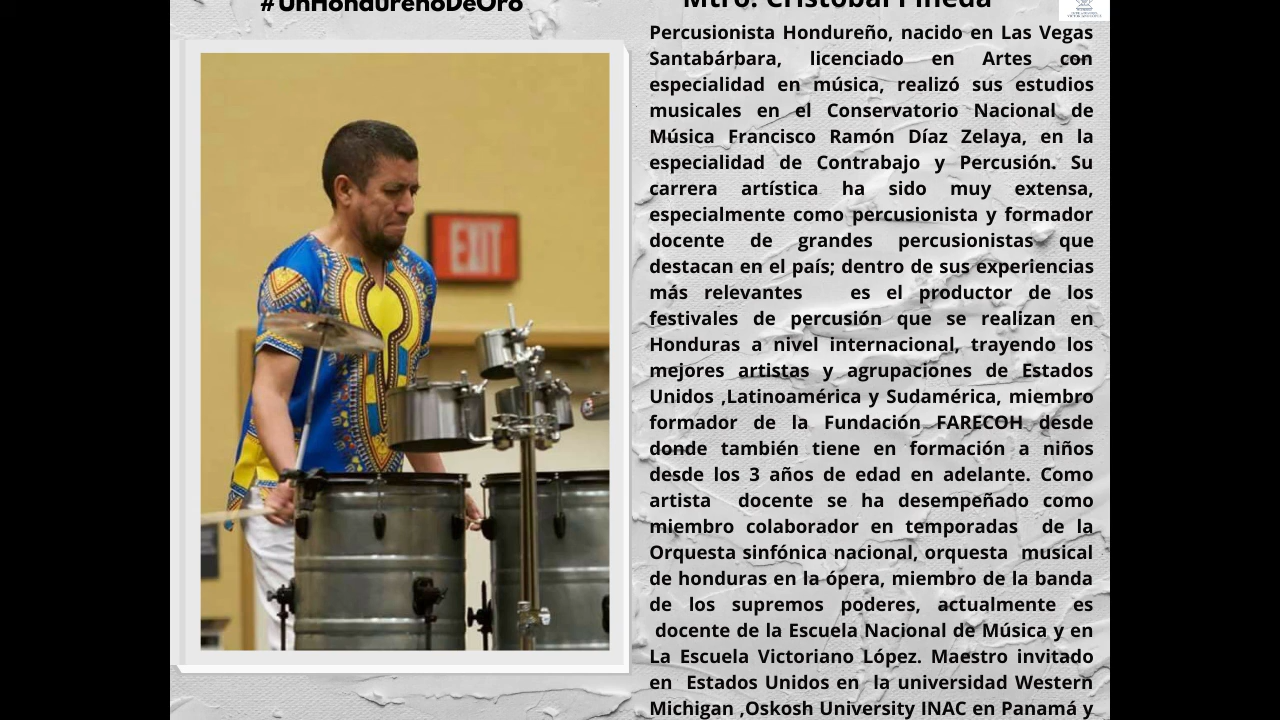 #UnHondureñoDeOro
Mtro. Cristóbal Pineda
Percusionista Hondureño, nacido en Las Vegas
Santabárbara, licenciado en Artes con
especialidad en música, realizó sus estudios
musicales en el Conservatorio Nacional de
Música Francisco Ramón Díaz Zelaya, en la
especialidad de Contrabajo y Percusión. Su
carrera artística ha sido muy extensa,
especialmente como percusionista y formador
docente de grandes percusionistas que
destacan en el país; dentro de sus experiencias
más relevantes es el productor de los
festivales de percusión que se realizan en
Honduras a nivel internacional, trayendo los
mejores artistas y agrupaciones de Estados
Unidos ,Latinoamérica y Sudamérica, miembro
formador de la Fundación FARECOH desde
donde también tiene en formación a niños
desde los 3 años de edad en adelante. Como
artista docente se ha desempeñado como
miembro colaborador en temporadas de la
Orquesta sinfónica nacional, orquesta musical
de honduras en la ópera, miembro de la banda
de los supremos poderes, actualmente es
docente de la Escuela Nacional de Música y en
La Escuela Victoriano López. Maestro invitado
en Estados Unidos en la universidad Western
Michigan ,Oskosh University INAC en Panamá y
EXIT